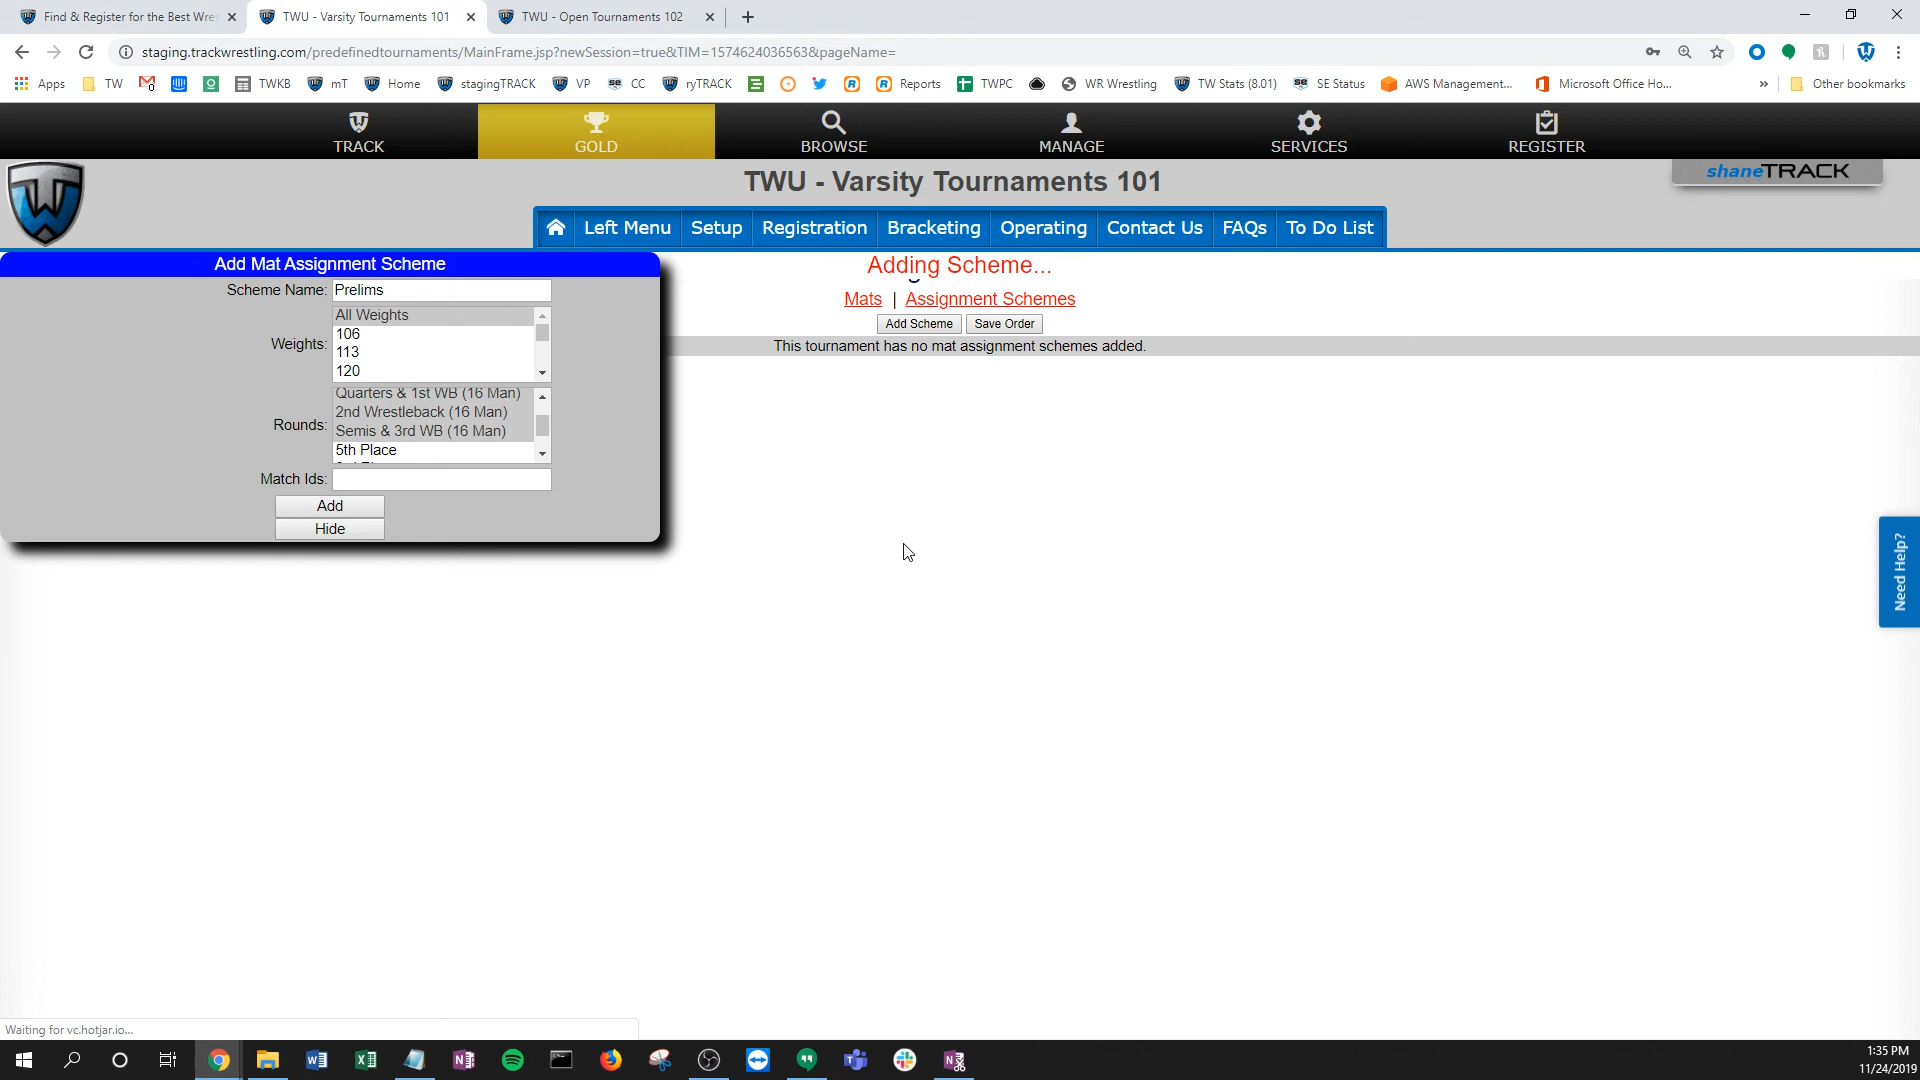 Find & Register for the Best Wres
TWU - Varsity Tournaments 101
TWU - Open Tournaments 102
staging.trackwrestling.com/predefinedtournaments/MainFrame.jsp?newSession=true&TIM=1574624036563&pageName=
Apps TW TWKB mT Home stagingTRACK VP CC ryTRACK Reports TWPC WR Wrestling TW Stats (8.01) SE Status AWS Management... Microsoft Office Ho... » Other bookmarks
TRACK GOLD BROWSE MANAGE SERVICES REGISTER
TWU - Varsity Tournaments 101
shaneTRACK
Left Menu Setup Registration Bracketing Operating Contact Us FAQs To Do List
Add Mat Assignment Scheme
Scheme Name: Prelims
Weights:
All Weights
106
113
120
Rounds:
Quarters & 1st WB (16 Man)
2nd Wrestleback (16 Man)
Semis & 3rd WB (16 Man)
5th Place
Match Ids:
Add
Hide
Adding Scheme...
Mats | Assignment Schemes
Add Scheme Save Order
This tournament has no mat assignment schemes added.
Need Help?
Waiting for vc.hotjar.io...
1:35 PM
11/24/2019